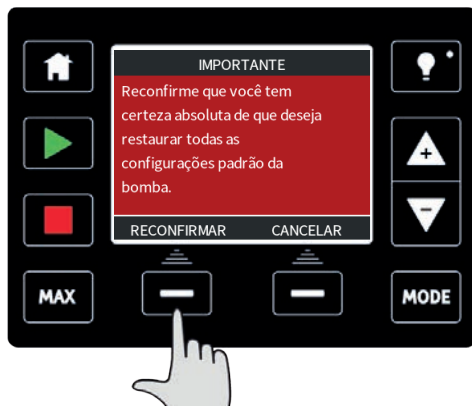 IMPORTANTE
Reconfirme que você tem
certeza absoluta de que deseja
restaurar todas as
configurações padrão da
bomba.
RECONFIRMAR CANCELAR
+
-
MAX
MODE